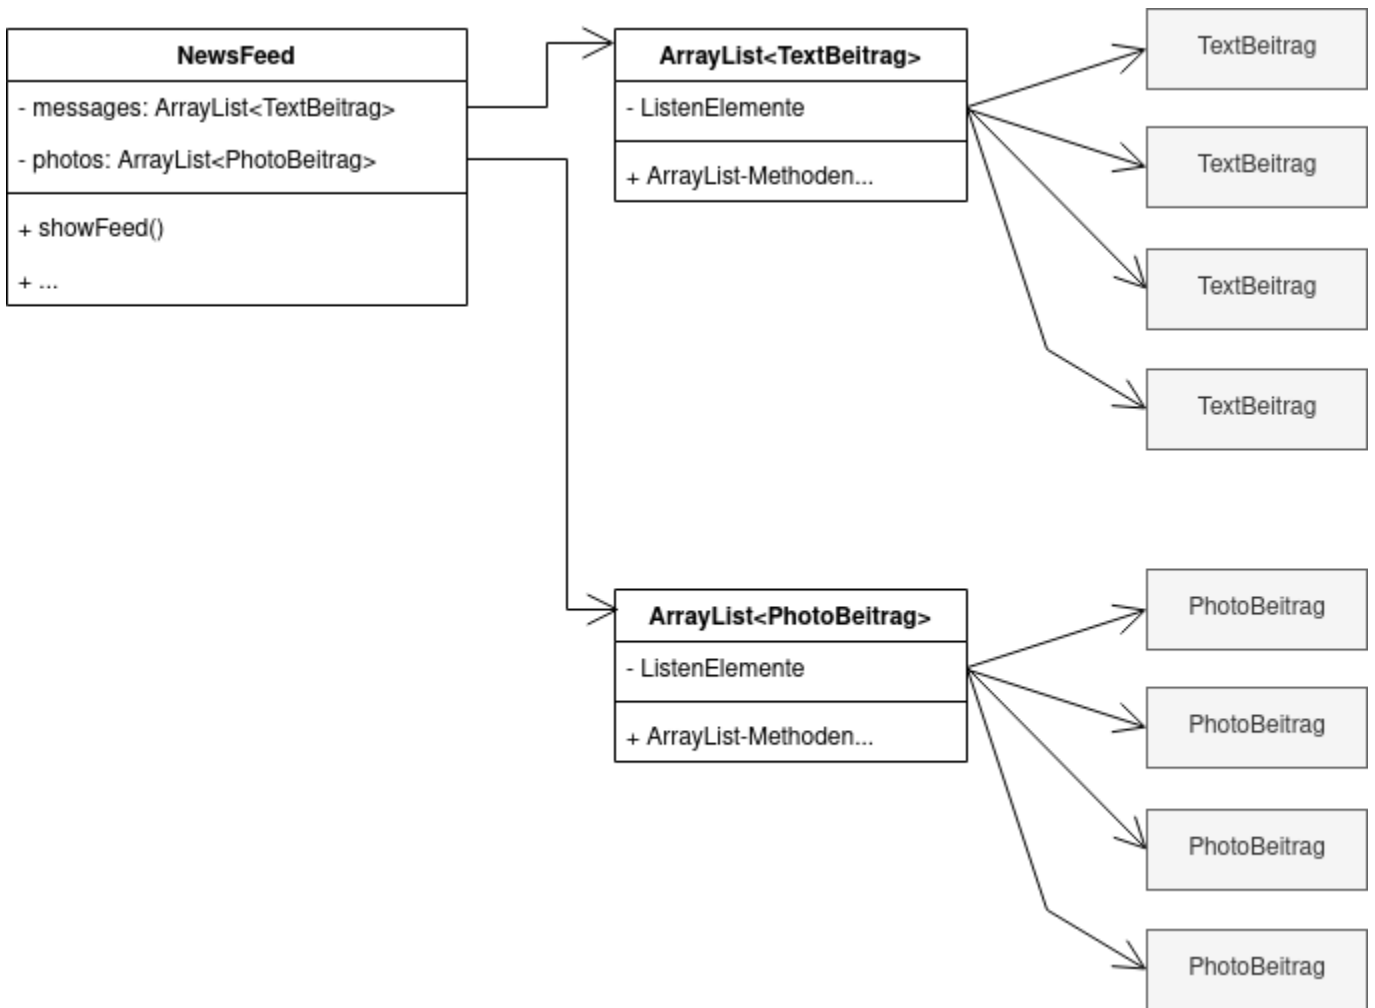 NewsFeed
- messages: ArrayList<TextBeitrag>
- photos: ArrayList<PhotoBeitrag>
+ showFeed()
+ ...
ArrayList<TextBeitrag>
- ListenElemente
+ ArrayList-Methoden...
TextBeitrag
TextBeitrag
TextBeitrag
TextBeitrag
ArrayList<PhotoBeitrag>
- ListenElemente
+ ArrayList-Methoden...
PhotoBeitrag
PhotoBeitrag
PhotoBeitrag
PhotoBeitrag